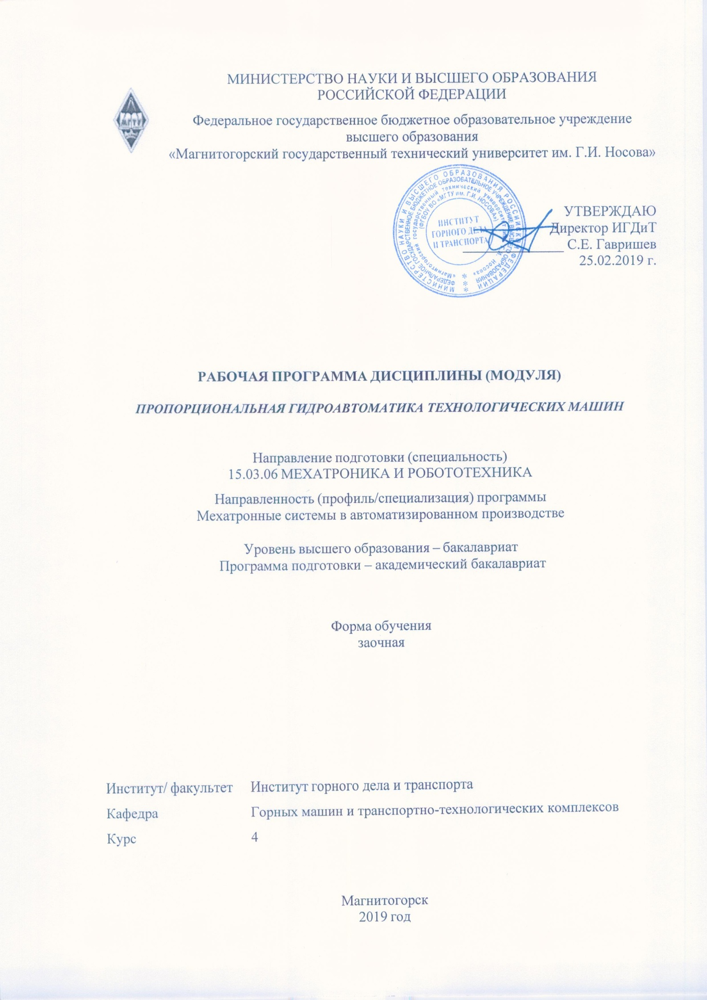 МИНИСТЕРСТВО НАУКИ И ВЫСШЕГО ОБРАЗОВАНИЯ
РОССИЙСКОЙ ФЕДЕРАЦИИ
МГТУ
Федеральное государственное бюджетное образовательное учреждение
высшего образования
«Магнитогорский государственный технический университет им. Г.И. Носова»
МИНИСТЕРСТВО НАУКИ И ВЫСШЕГО ОБРАЗОВАНИЯ РОССИЙСКОЙ ФЕДЕРАЦИИ
ФЕДЕРАЛЬНОЕ ГОСУДАРСТВЕННОЕ БЮДЖЕТНОЕ ОБРАЗОВАТЕЛЬНОЕ УЧРЕЖДЕНИЕ ВЫСШЕГО ОБРАЗОВАНИЯ
«Магнитогорский государственный технический университет им. Г.И. Носова»
(ФГБОУ ВО «МГТУ им. Г.И. НОСОВА»)
ИНСТИТУТ
ГОРНОГО ДЕЛА
И ТРАНСПОРТА
УТВЕРЖДАЮ
Директор ИГДиТ
С.Е. Гавришев
25.02.2019 г.
РАБОЧАЯ ПРОГРАММА ДИСЦИПЛИНЫ (МОДУЛЯ)
ПРОПОРЦИОНАЛЬНАЯ ГИДРОАВТОМАТИКА ТЕХНОЛОГИЧЕСКИХ МАШИН
Направление подготовки (специальность)
15.03.06 МЕХАТРОНИКА И РОБОТОТЕХНИКА
Направленность (профиль/специализация) программы
Мехатронные системы в автоматизированном производстве
Уровень высшего образования – бакалавриат
Программа подготовки – академический бакалавриат
Форма обучения
заочная
Институт/ факультет Институт горного дела и транспорта
Кафедра Горных машин и транспортно-технологических комплексов
Курс 4
Магнитогорск
2019 год